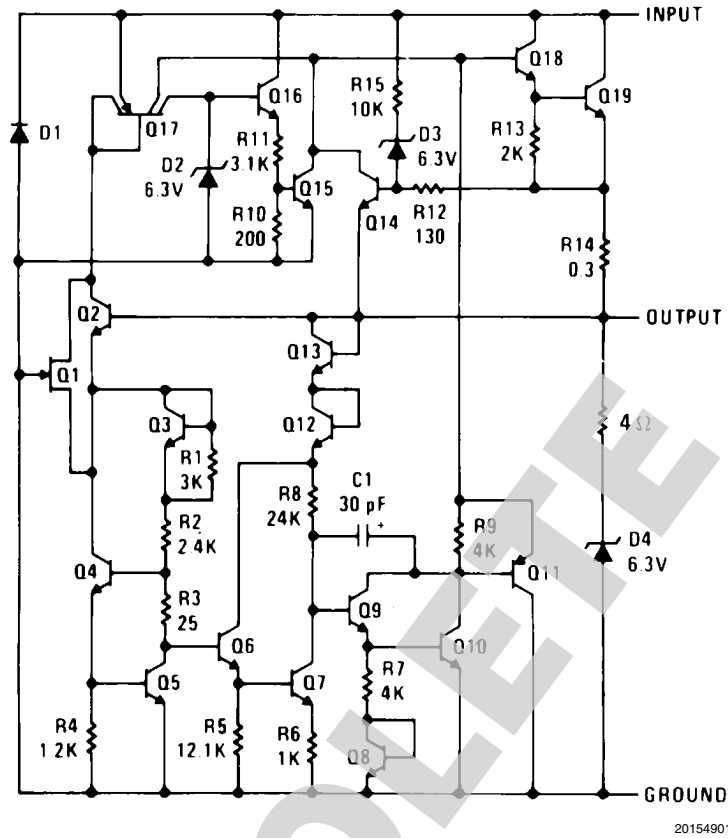 INPUT
Q18
R15
10K
Q16
Q19
Q17
D1
R11
3.1K
D3
6.3V
R13
2K
D2
6.3V
Q15
Q14
R12
130
R10
200
R14
0.3
Q2
OUTPUT
Q13
Q1
Q3
Q12
4 Ω
R1
3K
C1
30 pF
+
R8
24K
R2
2.4K
R9
4K
D4
6.3V
Q4
Q11
R3
25
Q9
Q6
Q10
Q5
Q7
R7
4K
R4
1.2K
R5
12.1K
R6
1K
Q8
GROUND
OLETE
20154901